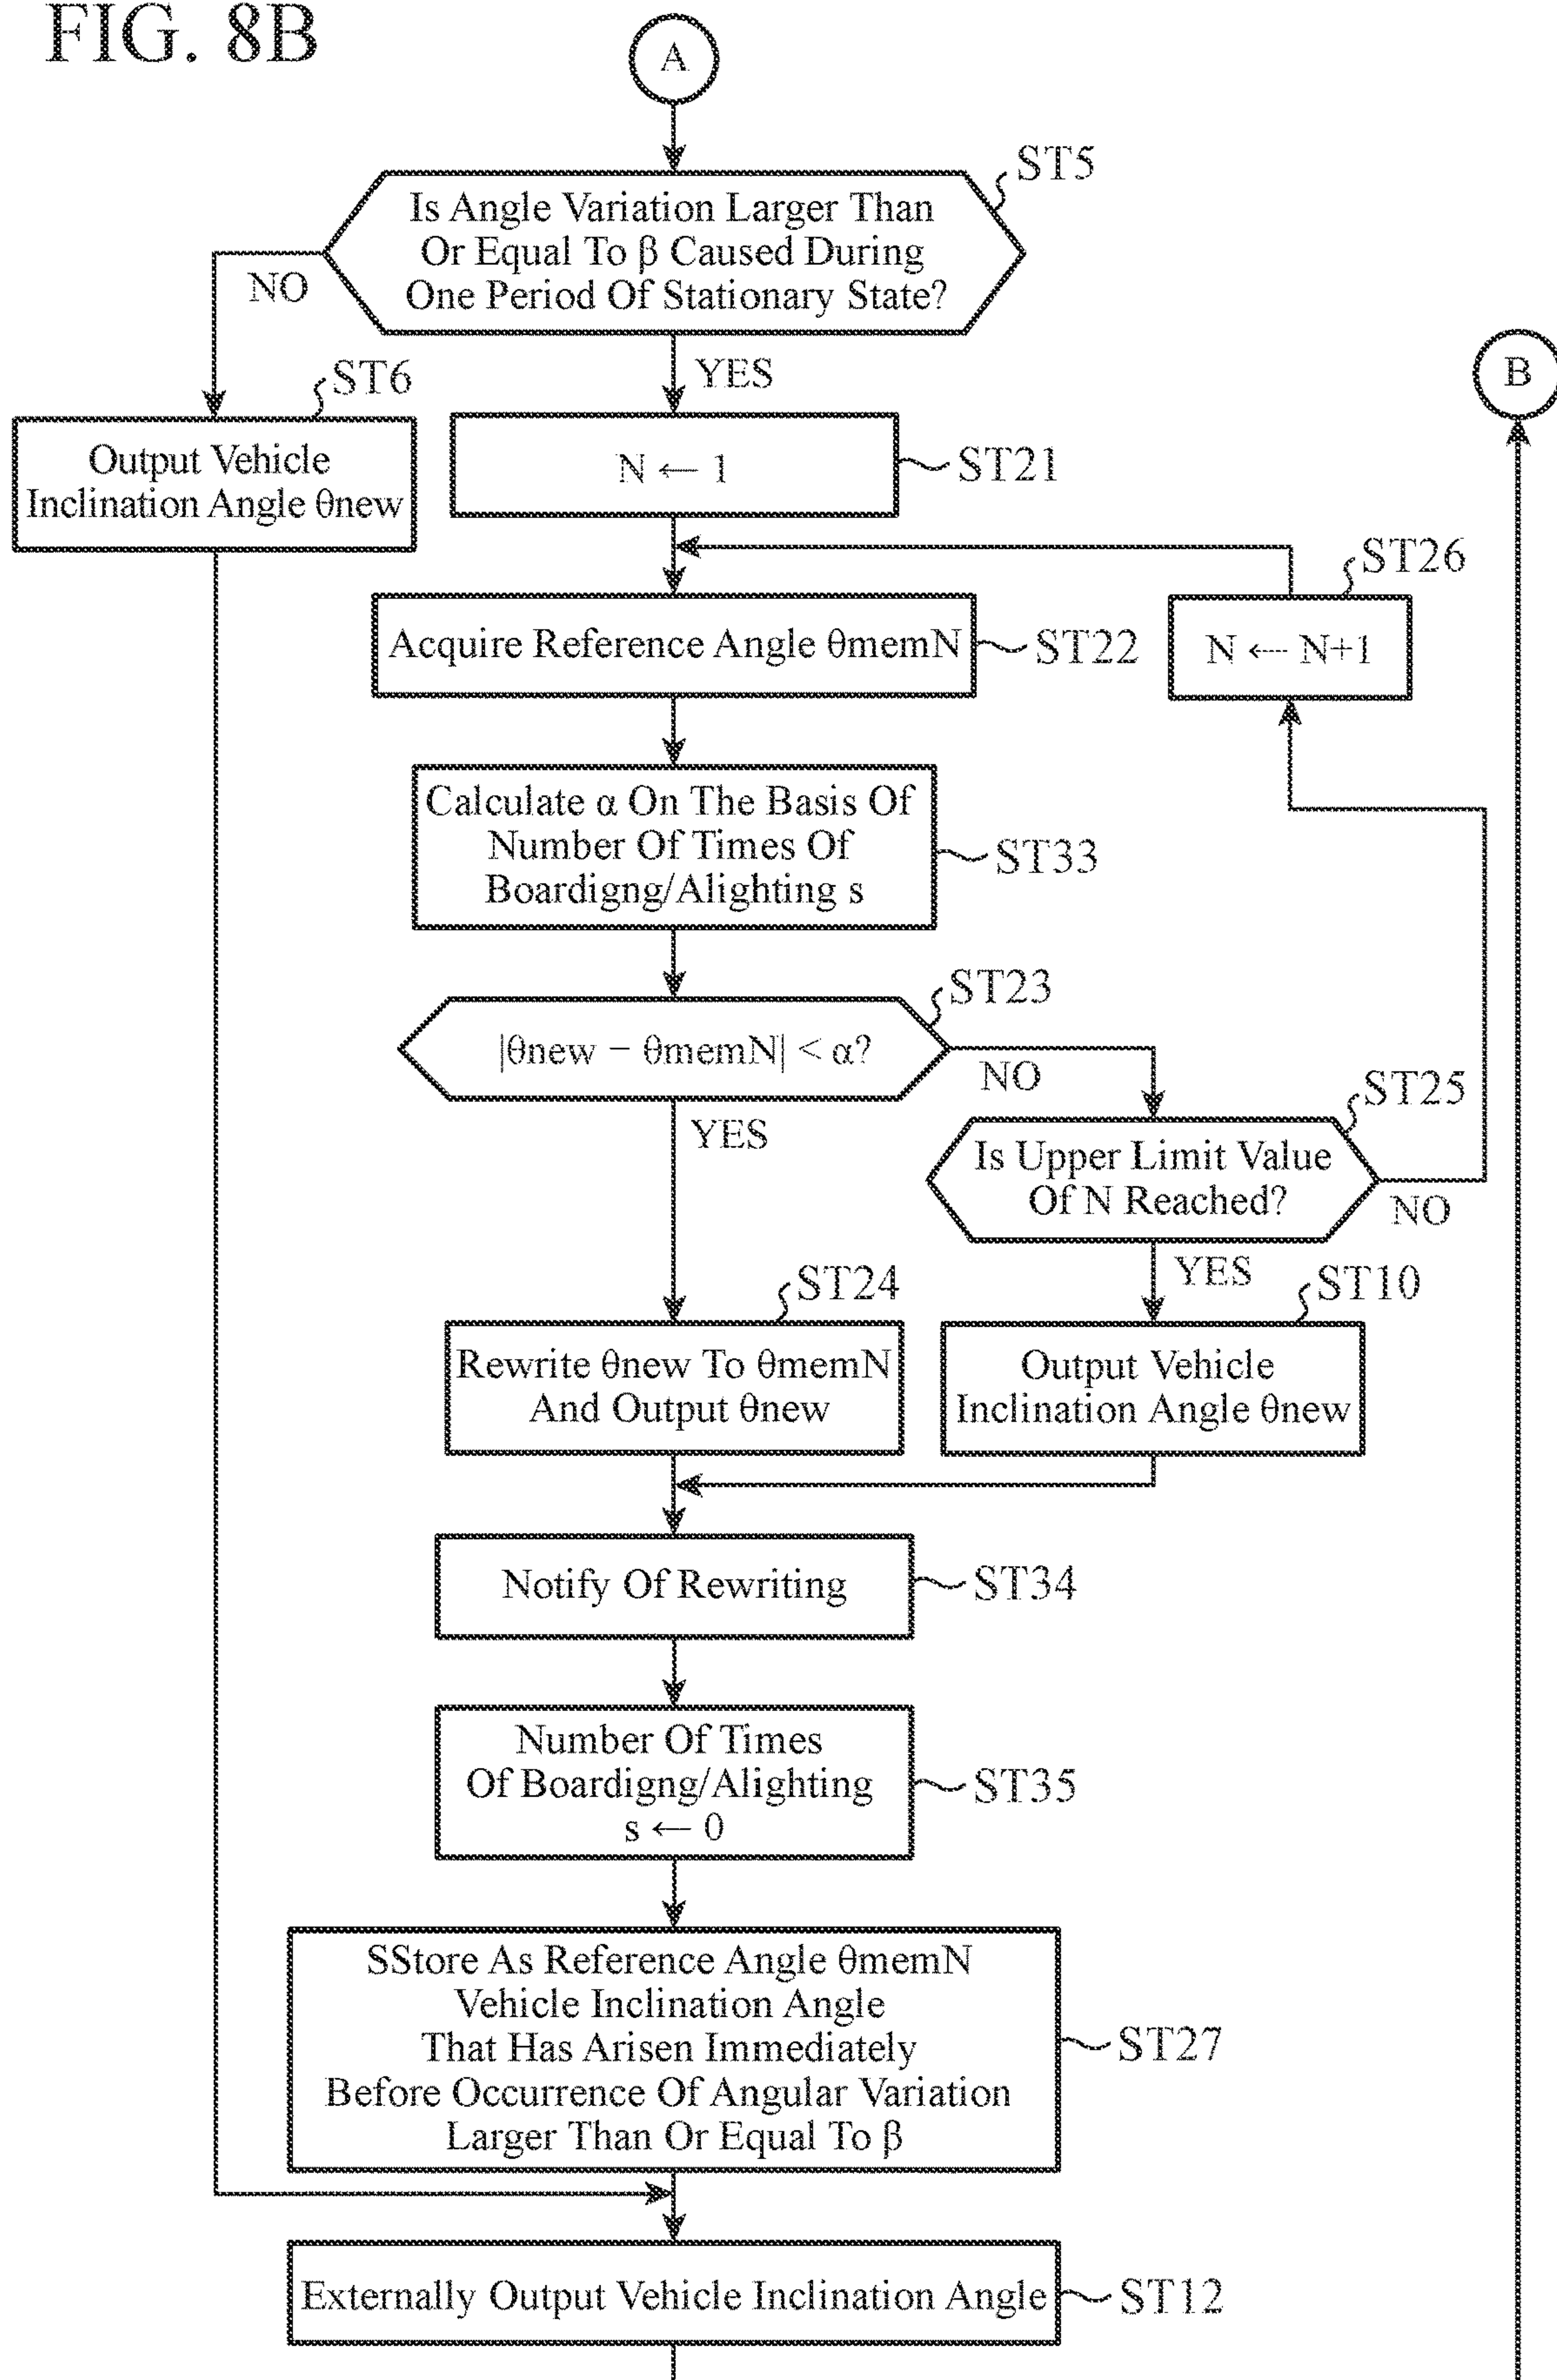 FIG. 8B
A
ST5
Is Angle Variation Larger Than
Or Equal To β Caused During
One Period Of Stationary State?
NO
YES
B
ST6
Output Vehicle
Inclination Angle θnew
N ← 1
ST21
ST26
N ← N+1
Acquire Reference Angle θmemN
ST22
Calculate α On The Basis Of
Number Of Times Of
Boardigng/Alighting s
ST33
ST23
|θnew − θmemN| < α?
NO
YES
ST25
Is Upper Limit Value
Of N Reached?
NO
YES
ST24
Rewrite θnew To θmemN
And Output θnew
ST10
Output Vehicle
Inclination Angle θnew
Notify Of Rewriting
ST34
Number Of Times
Of Boardigng/Alighting
s ← 0
ST35
SStore As Reference Angle θmemN
Vehicle Inclination Angle
That Has Arisen Immediately
Before Occurrence Of Angular Variation
Larger Than Or Equal To β
ST27
Externally Output Vehicle Inclination Angle
ST12